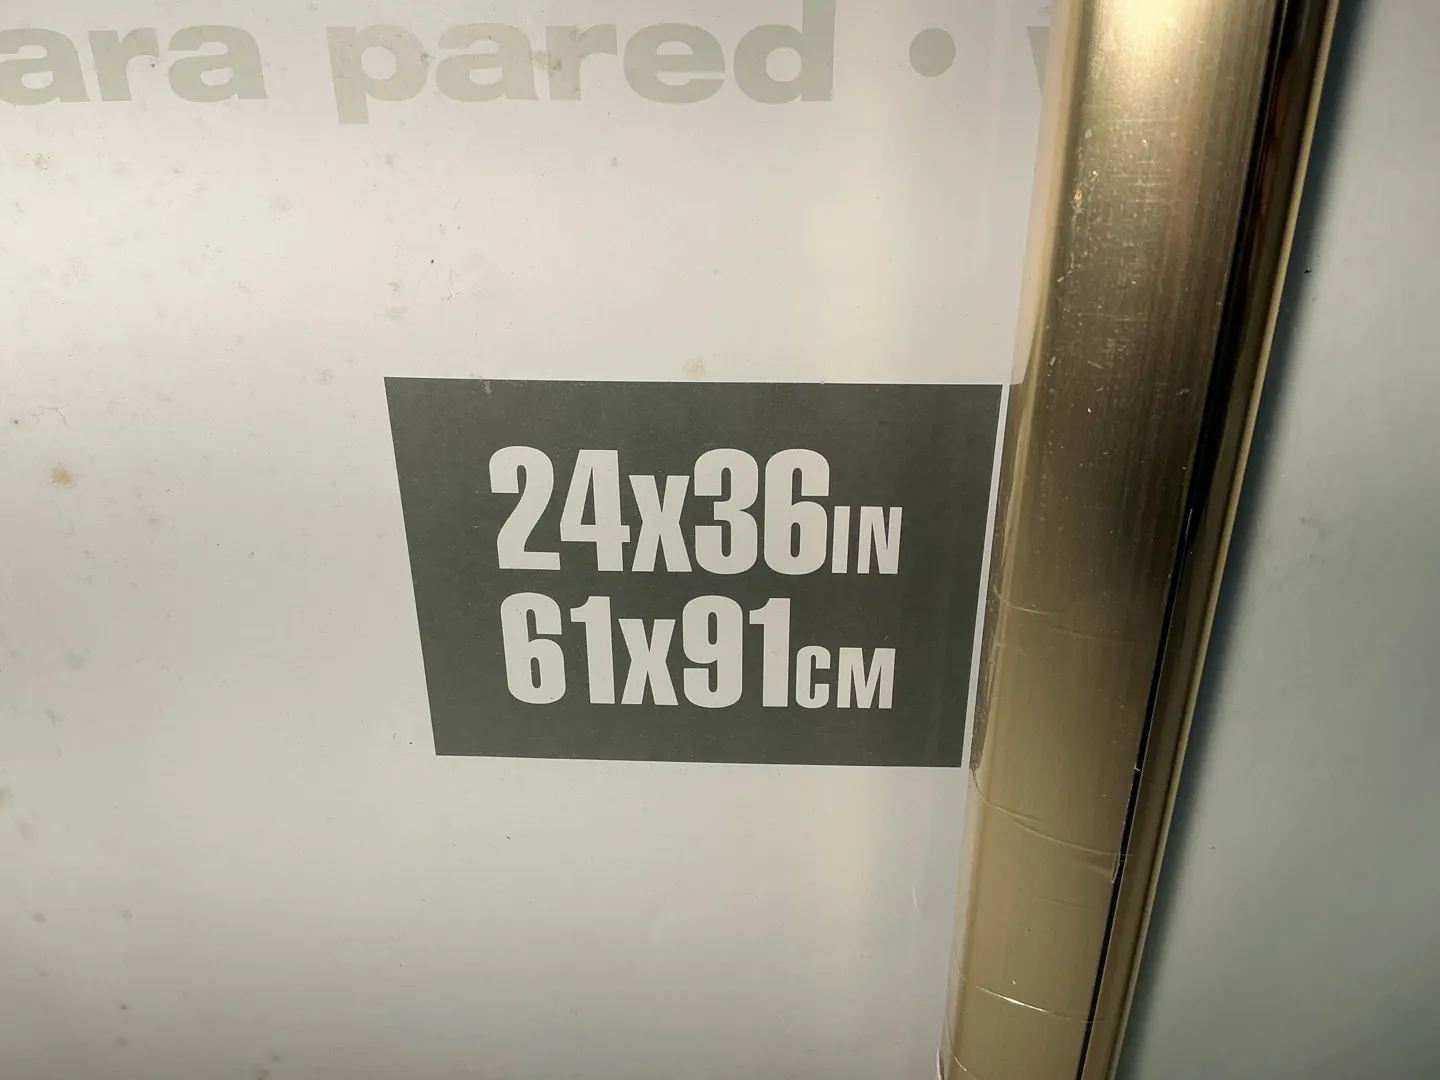 ara pared •
24x36IN
61x91CM